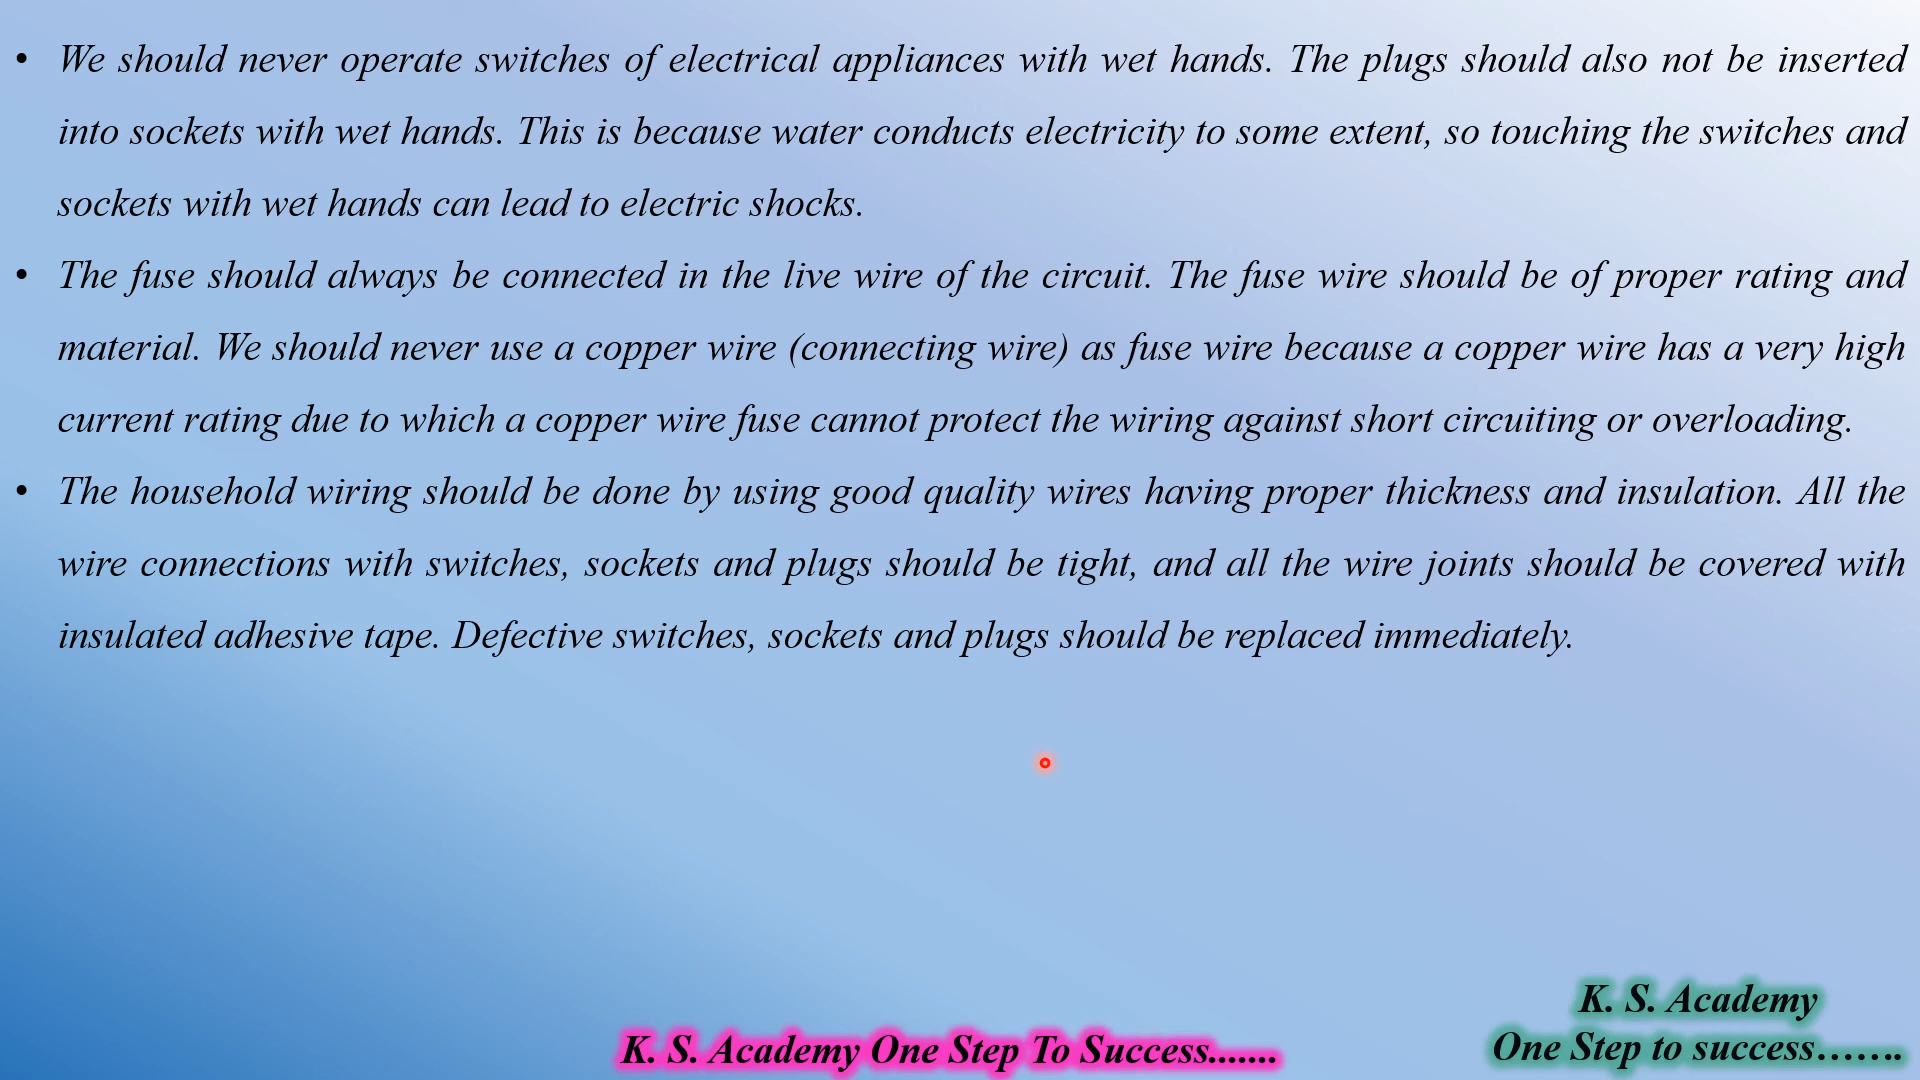 • We should never operate switches of electrical appliances with wet hands. The plugs should also not be inserted
into sockets with wet hands. This is because water conducts electricity to some extent, so touching the switches and
sockets with wet hands can lead to electric shocks.
• The fuse should always be connected in the live wire of the circuit. The fuse wire should be of proper rating and
material. We should never use a copper wire (connecting wire) as fuse wire because a copper wire has a very high
current rating due to which a copper wire fuse cannot protect the wiring against short circuiting or overloading.
• The household wiring should be done by using good quality wires having proper thickness and insulation. All the
wire connections with switches, sockets and plugs should be tight, and all the wire joints should be covered with
insulated adhesive tape. Defective switches, sockets and plugs should be replaced immediately.
K. S. Academy
One Step to success…….
K. S. Academy One Step To Success.......